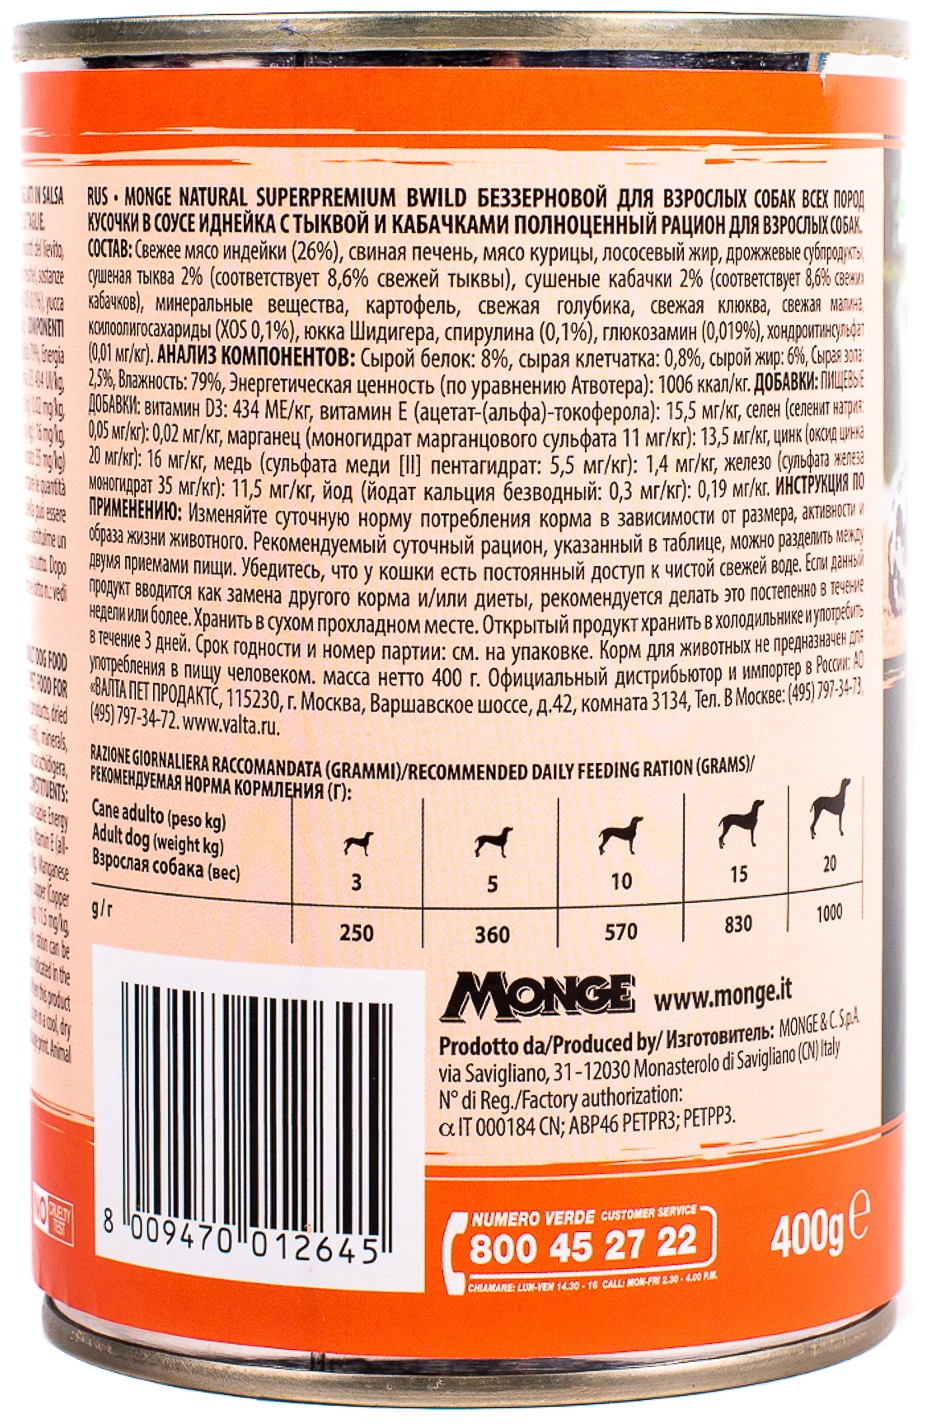 RUS • MONGE NATURAL SUPERPREMIUM BWILD БЕЗЗЕРНОВОЙ ДЛЯ ВЗРОСЛЫХ СОБАК ВСЕХ ПОРОД
КУСОЧКИ В СОУСЕ ИДНЕЙКА С ТЫКВОЙ И КАБАЧКАМИ ПОЛНОЦЕННЫЙ РАЦИОН ДЛЯ ВЗРОСЛЫХ СОБАК.
СОСТАВ: Свежее мясо индейки (26%), свиная печень, мясо курицы, лососевый жир, дрожжевые субпродукты,
сушеная тыква 2% (соответствует 8,6% свежей тыквы), сушеные кабачки 2% (соответствует 8,6% свежих
кабачков), минеральные вещества, картофель, свежая голубика, свежая клюква, свежая малина,
ксилоолигосахариды (XOS 0,1%), юкка Шидигера, спирулина (0,1%), глюкозамин (0,019%), хондроитинсульфат
(0,01 мг/кг). АНАЛИЗ КОМПОНЕНТОВ: Сырой белок: 8%, сырая клетчатка: 0,8%, сырой жир: 6%, Сырая зола:
2,5%, Влажность: 79%, Энергетическая ценность (по уравнению Атвотера): 1006 ккал/кг. ДОБАВКИ: ПИЩЕВЫЕ
ДОБАВКИ: витамин D3: 434 МЕ/кг, витамин Е (ацетат-(альфа)-токоферола): 15,5 мг/кг, селен (селенит натрия:
0,05 мг/кг): 0,02 мг/кг, марганец (моногидрат марганцового сульфата 11 мг/кг): 13,5 мг/кг, цинк (оксид цинка
20 мг/кг): 16 мг/кг, медь (сульфата меди [II] пентагидрат: 5,5 мг/кг): 1,4 мг/кг, железо (сульфата железа
моногидрат 35 мг/кг): 11,5 мг/кг, йод (йодат кальция безводный: 0,3 мг/кг): 0,19 мг/кг. ИНСТРУКЦИЯ ПО
ПРИМЕНЕНИЮ: Изменяйте суточную норму потребления корма в зависимости от размера, активности и
образа жизни животного. Рекомендуемый суточный рацион, указанный в таблице, можно разделить между
двумя приемами пищи. Убедитесь, что у кошки есть постоянный доступ к чистой свежей воде. Если данный
продукт вводится как замена другого корма и/или диеты, рекомендуется делать это постепенно в течение
недели или более. Хранить в сухом прохладном месте. Открытый продукт хранить в холодильнике и употребить
в течение 3 дней. Срок годности и номер партии: см. на упаковке. Корм для животных не предназначен для
употребления в пищу человеком. масса нетто 400 г. Официальный дистрибьютор и импортер в России: АО
«ВАЛТА ПЕТ ПРОДАКТС, 115230, г. Москва, Варшавское шоссе, д.42, комната 3134, Тел. В Москве: (495) 797-34-73,
(495) 797-34-72. www.valta.ru.
RAZIONE GIORNALIERA RACCOMANDATA (GRAMMI)/RECOMMENDED DAILY FEEDING RATION (GRAMS)/
РЕКОМЕНДУЕМАЯ НОРМА КОРМЛЕНИЯ (Г):
Cane adulto (peso kg)
Adult dog (weight kg)
Взрослая собака (вес)
3 5 10 15 20
g/г 250 360 570 830 1000
MONGE www.monge.it
Prodotto da/Produced by/ Изготовитель: MONGE & C. S.p.A.
via Savigliano, 31-12030 Monasterolo di Savigliano (CN) Italy
N° di Reg./Factory authorization:
α IT 000184 CN; ABP46 PETPR3; PETPP3.
8 009470 012645
NUMERO VERDE CUSTOMER SERVICE
800 45 27 22
CHIAMARE: LUN-VEN 14.30 - 16 CALL: MON-FRI 2.30 - 4.00 P.M.
400g e
NO CRUELTY
TEST